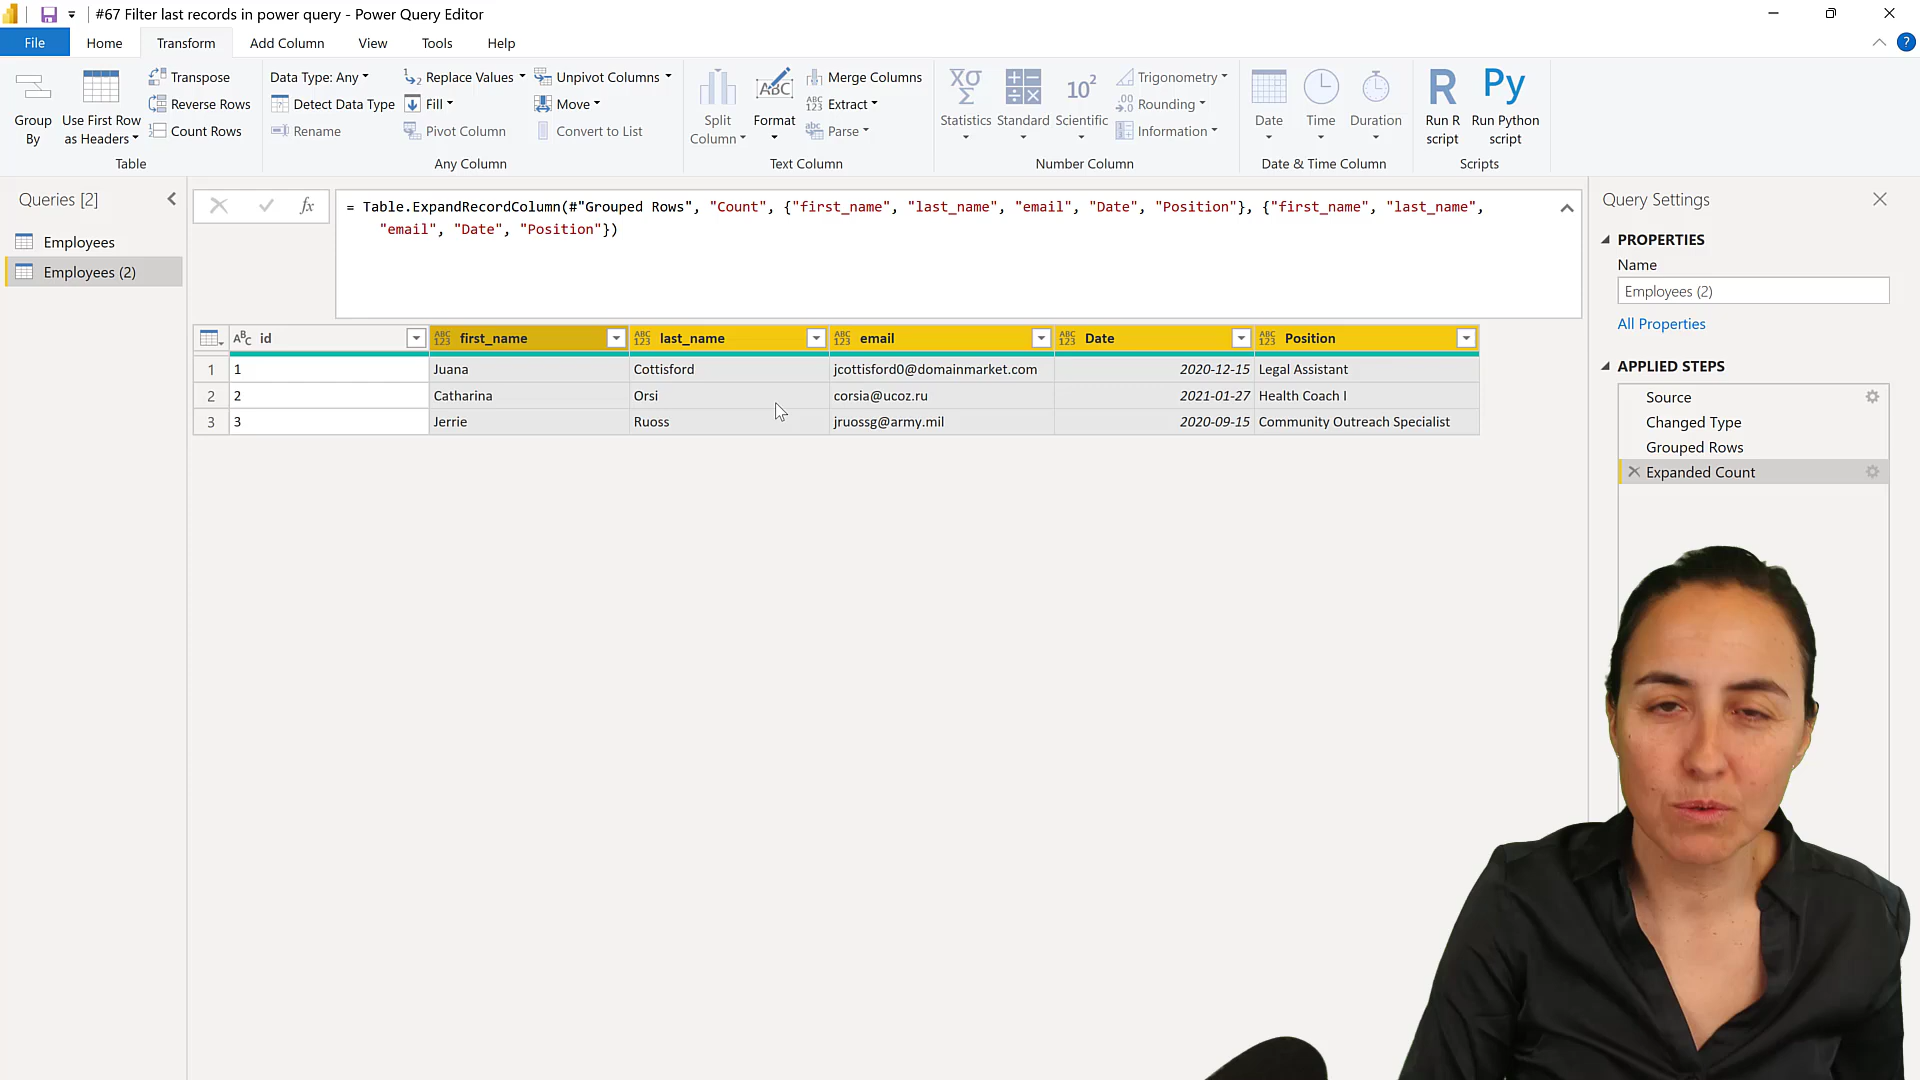 #67 Filter last records in power query - Power Query Editor
File Home Transform Add Column View Tools Help
Group By
Use First Row as Headers
Transpose
Reverse Rows
Count Rows
Table
Data Type: Any
Detect Data Type
Rename
Replace Values
Fill
Pivot Column
Unpivot Columns
Move
Convert to List
Any Column
Split Column
Format
Merge Columns
Extract
Parse
Text Column
Statistics
Standard
Scientific
Trigonometry
Rounding
Information
Number Column
Date
Time
Duration
Date & Time Column
R
Run R script
Py
Run Python script
Scripts
Queries [2]
Employees
Employees (2)
fx
= Table.ExpandRecordColumn(#"Grouped Rows", "Count", {"first_name", "last_name", "email", "Date", "Position"}, {"first_name", "last_name",
"email", "Date", "Position"})
id first_name last_name email Date Position
1 1 Juana Cottisford jcottisford0@domainmarket.com 2020-12-15 Legal Assistant
2 2 Catharina Orsi corsia@ucoz.ru 2021-01-27 Health Coach I
3 3 Jerrie Ruoss jruossg@army.mil 2020-09-15 Community Outreach Specialist
Query Settings
PROPERTIES
Name
Employees (2)
All Properties
APPLIED STEPS
Source
Changed Type
Grouped Rows
Expanded Count